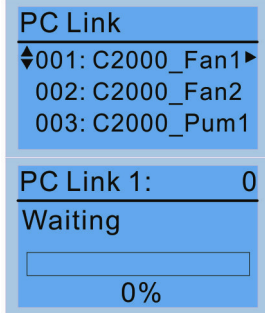 PC Link
001: C2000_Fan1
002: C2000_Fan2
003: C2000_Pum1
PC Link 1: 0
Waiting
0%